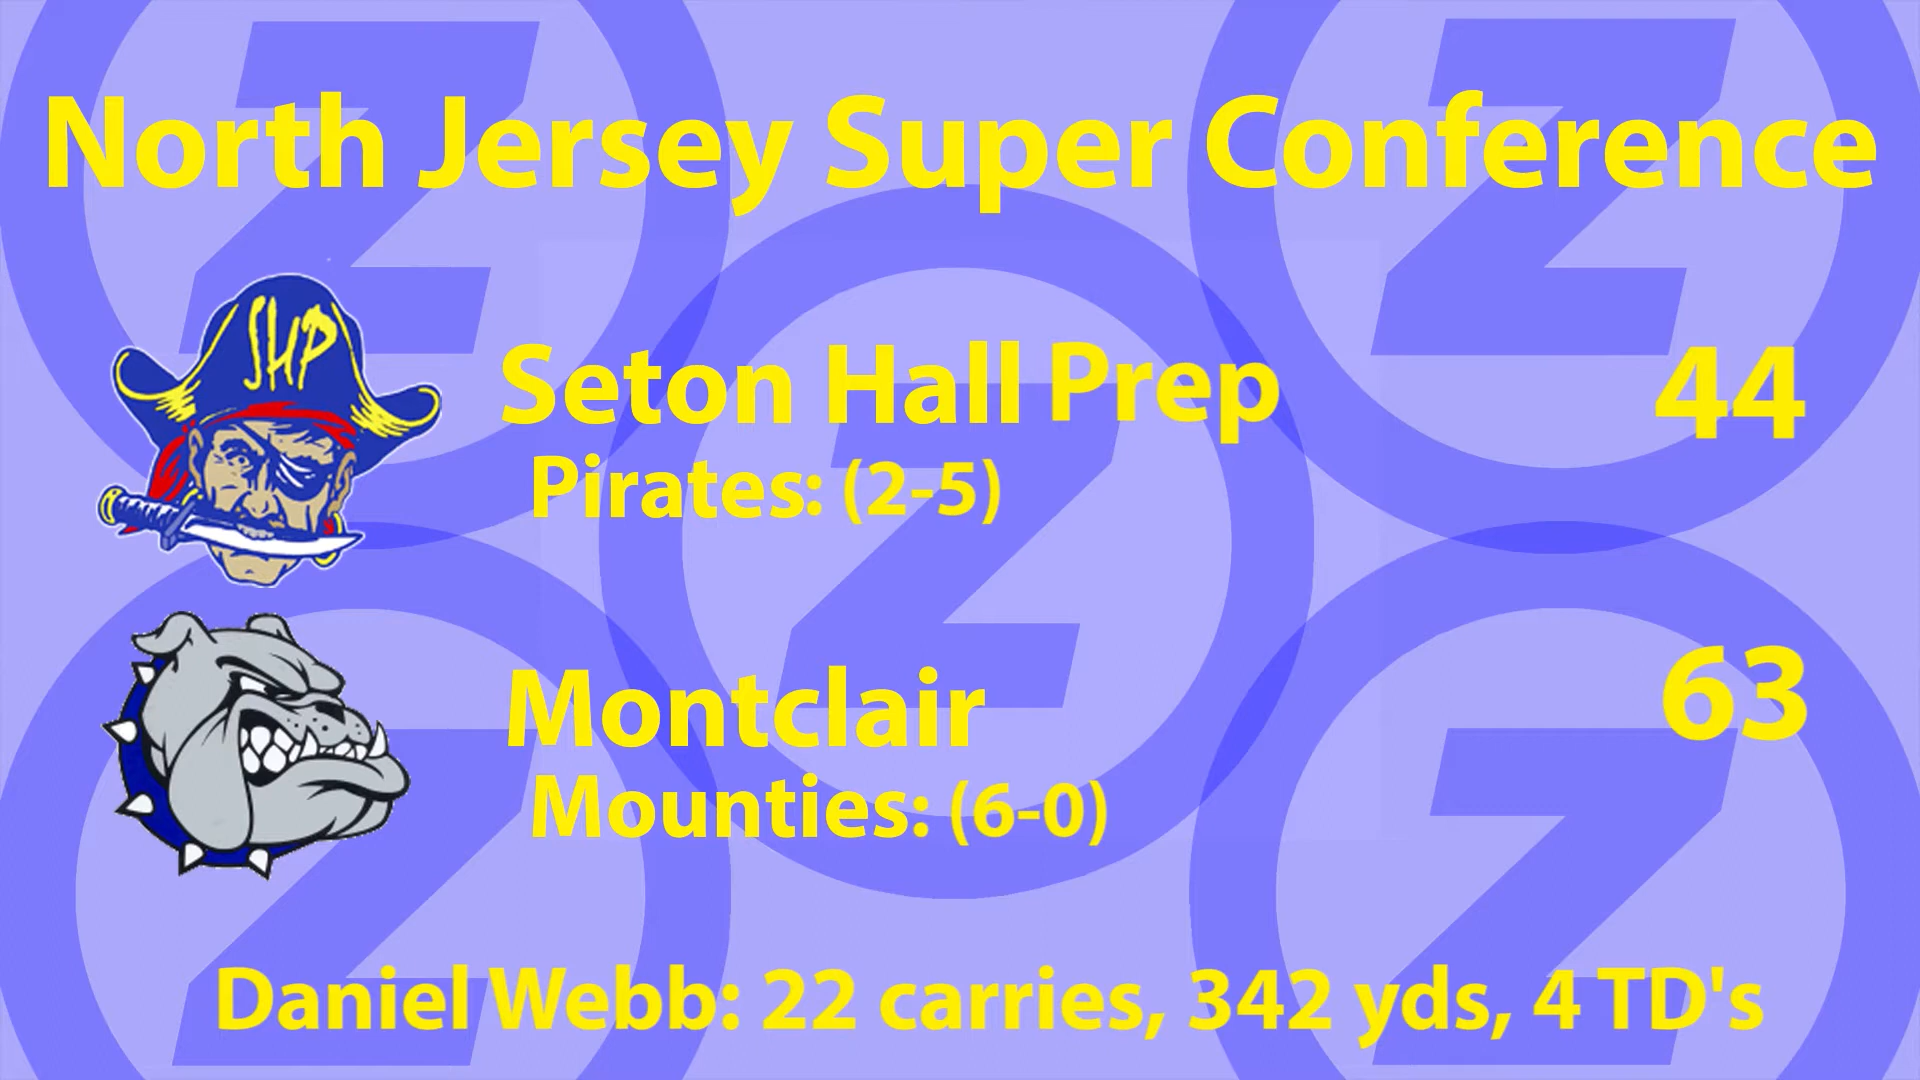 North Jersey Super Conference
SHP
Seton Hall Prep 44
Pirates: (2-5)
Montclair 63
Mounties: (6-0)
Daniel Webb: 22 carries, 342 yds, 4 TD's
Z
Z
Z
Z
Z